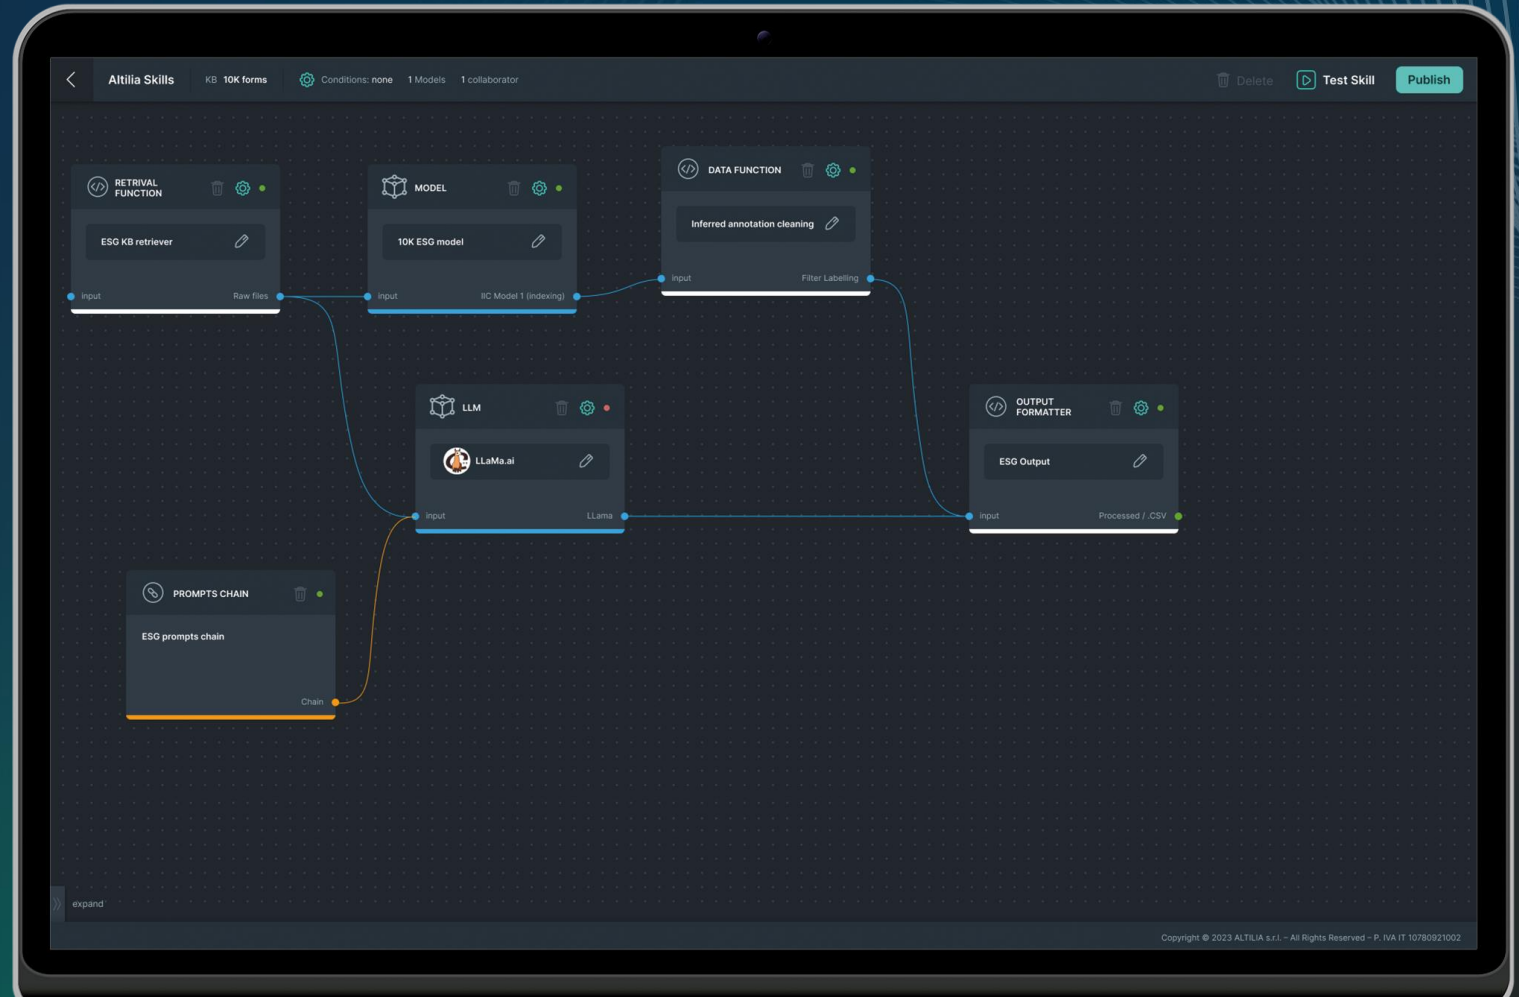 Altilia Skills
KB 10K forms
Conditions: none
1 Models
1 collaborator
Delete
Test Skill
Publish
RETRIVAL
FUNCTION
ESG KB retriever
input
Raw files
MODEL
10K ESG model
input
IIC Model 1 (indexing)
DATA FUNCTION
Inferred annotation cleaning
input
Filter Labelling
LLM
LLaMa.ai
input
LLama
OUTPUT
FORMATTER
ESG Output
input
Processed / .CSV
PROMPTS CHAIN
ESG prompts chain
Chain
expand
Copyright © 2023 ALTILIA s.r.l. – All Rights Reserved – P. IVA IT 10780921002